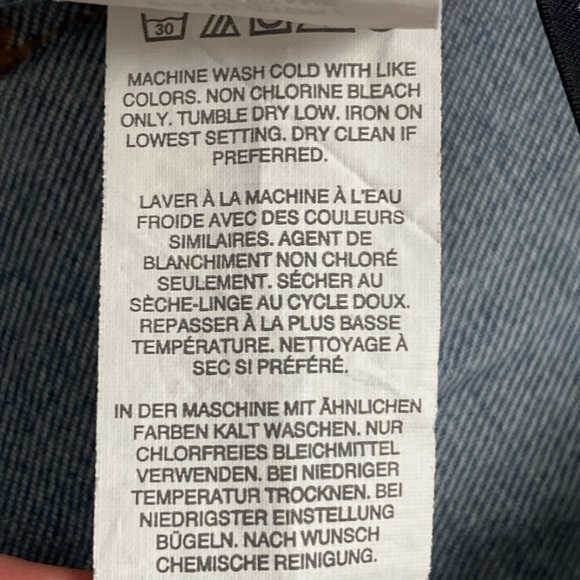 30
MACHINE WASH COLD WITH LIKE
COLORS. NON CHLORINE BLEACH
ONLY. TUMBLE DRY LOW. IRON ON
LOWEST SETTING. DRY CLEAN IF
PREFERRED.
LAVER À LA MACHINE À L'EAU
FROIDE AVEC DES COULEURS
SIMILAIRES. AGENT DE
BLANCHIMENT NON CHLORÉ
SEULEMENT. SÉCHER AU
SÈCHE-LINGE AU CYCLE DOUX.
REPASSER À LA PLUS BASSE
TEMPÉRATURE. NETTOYAGE À
SEC SI PRÉFÉRÉ.
IN DER MASCHINE MIT ÄHNLICHEN
FARBEN KALT WASCHEN. NUR
CHLORFREIES BLEICHMITTEL
VERWENDEN. BEI NIEDRIGER
TEMPERATUR TROCKNEN. BEI
NIEDRIGSTER EINSTELLUNG
BÜGELN. NACH WUNSCH
CHEMISCHE REINIGUNG.